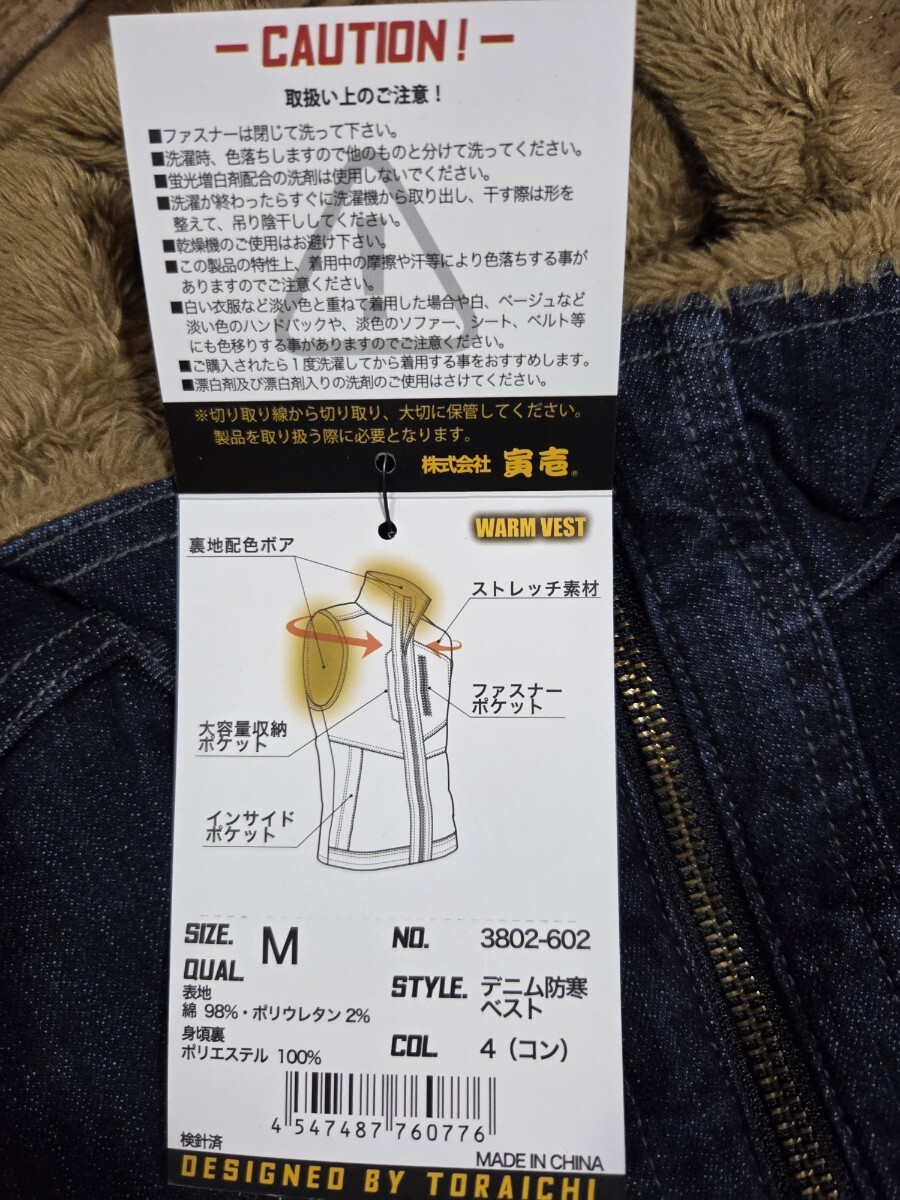 CAUTION!
取扱い上のご注意！
■ファスナーは閉じて洗って下さい。
■洗濯時、色落ちしますので他のものと分けて洗ってください。
■蛍光増白剤配合の洗剤は使用しないでください。
■洗濯が終わったらすぐに洗濯機から取り出し、干す際は形を
整えて、吊り陰干ししてください。
■乾燥機のご使用はお避け下さい。
■この製品の特性上、着用中の摩擦や汗等により色落ちする事が
ありますのでご注意ください。
■白い衣服など淡い色と重ねて着用した場合や白、ベージュなど
淡い色のハンドバックや、淡色のソファー、シート、ベルト等
にも色移りする事がありますのでご注意ください。
■ご購入されたら１度洗濯してから着用する事をおすすめします。
■漂白剤及び漂白剤入りの洗剤のご使用はさけてください。
※切り取り線から切り取り、大切に保管してください。
製品を取り扱う際に必要となります。
株式会社 寅壱®
WARM VEST
裏地配色ボア
ストレッチ素材
ファスナー
ポケット
大容量収納
ポケット
インサイド
ポケット
SIZE. M
NO. 3802-602
QUAL
表地
綿 98%・ポリウレタン 2%
身頃裏
ポリエステル 100%
STYLE. デニム防寒
ベスト
COL 4（コン）
4 547487 760776
検針済
MADE IN CHINA
DESIGNED BY TORAICHI